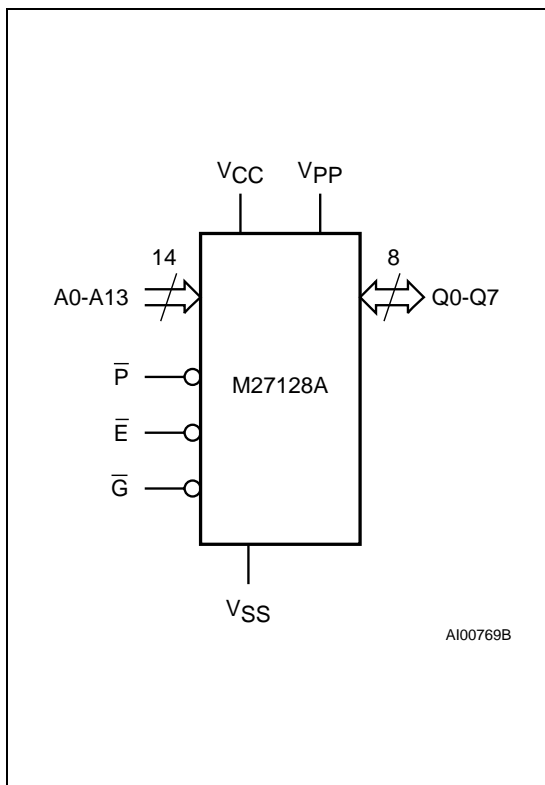 VCC VPP
14 8
A0-A13 Q0-Q7
P̅
M27128A
E̅
G̅
VSS
AI00769B